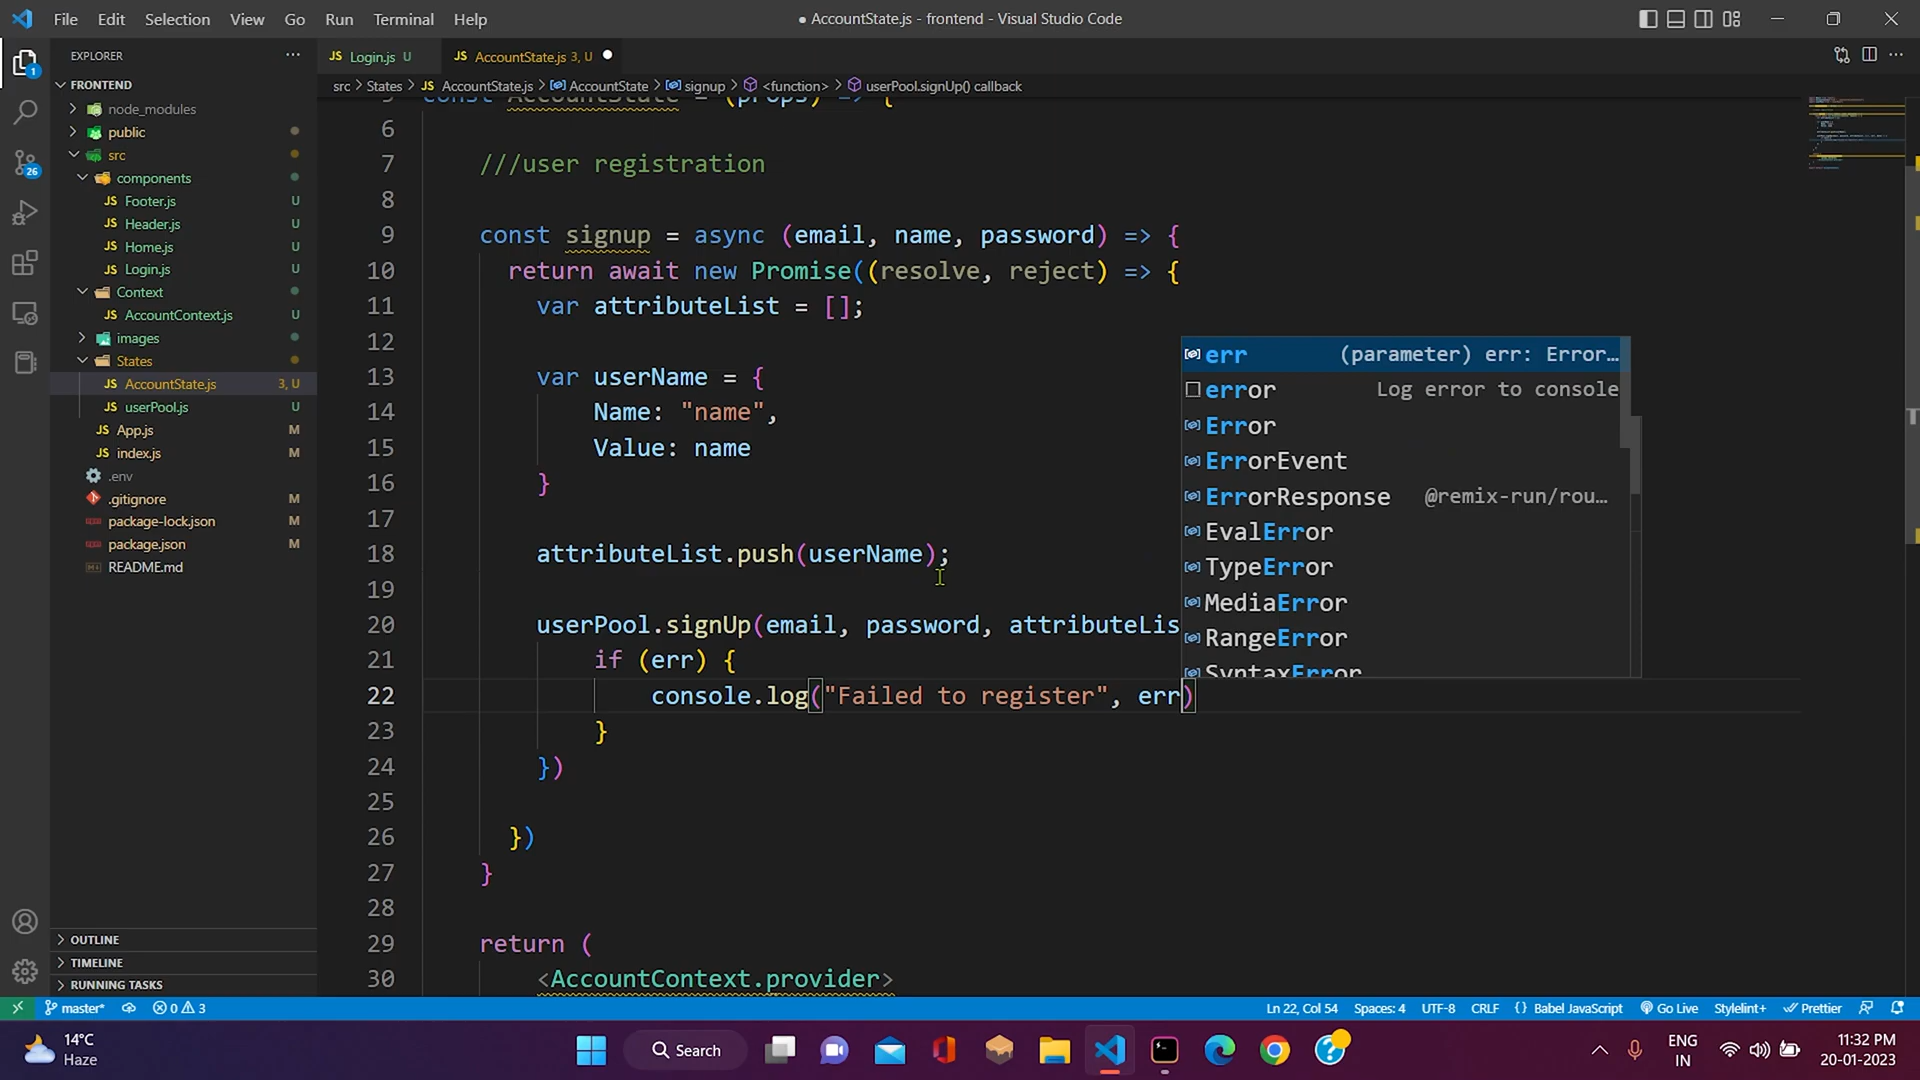 File Edit Selection View Go Run Terminal Help
● AccountState.js - frontend - Visual Studio Code
EXPLORER
JS Login.js U
JS AccountState.js 3, U
FRONTEND
src > States > JS AccountState.js > AccountState > signup > <function> > userPool.signUp() callback
node_modules
public
src
components
JS Footer.js U
JS Header.js U
JS Home.js U
JS Login.js U
Context
JS AccountContext.js U
images
States
JS AccountState.js 3, U
JS userPool.js U
JS App.js M
JS index.js M
.env
.gitignore M
package-lock.json M
package.json M
README.md
OUTLINE
TIMELINE
RUNNING TASKS
const AccountState = (props) => {
6
7 ///user registration
8
9 const signup = async (email, name, password) => {
10 return await new Promise((resolve, reject) => {
11 var attributeList = [];
12
13 var userName = {
14 Name: "name",
15 Value: name
16 }
17
18 attributeList.push(userName);
19
20 userPool.signUp(email, password, attributeLis
21 if (err) {
22 console.log("Failed to register", err)
23 }
24 })
25
26 })
27 }
28
29 return (
30 <AccountContext.provider>
err (parameter) err: Error…
error Log error to console
Error
ErrorEvent
ErrorResponse @remix-run/rou…
EvalError
TypeError
MediaError
RangeError
SyntaxError
master* 0 3
Ln 22, Col 54 Spaces: 4 UTF-8 CRLF {} Babel JavaScript Go Live Stylelint+ Prettier
14°C
Haze
Search
ENG
IN
11:32 PM
20-01-2023